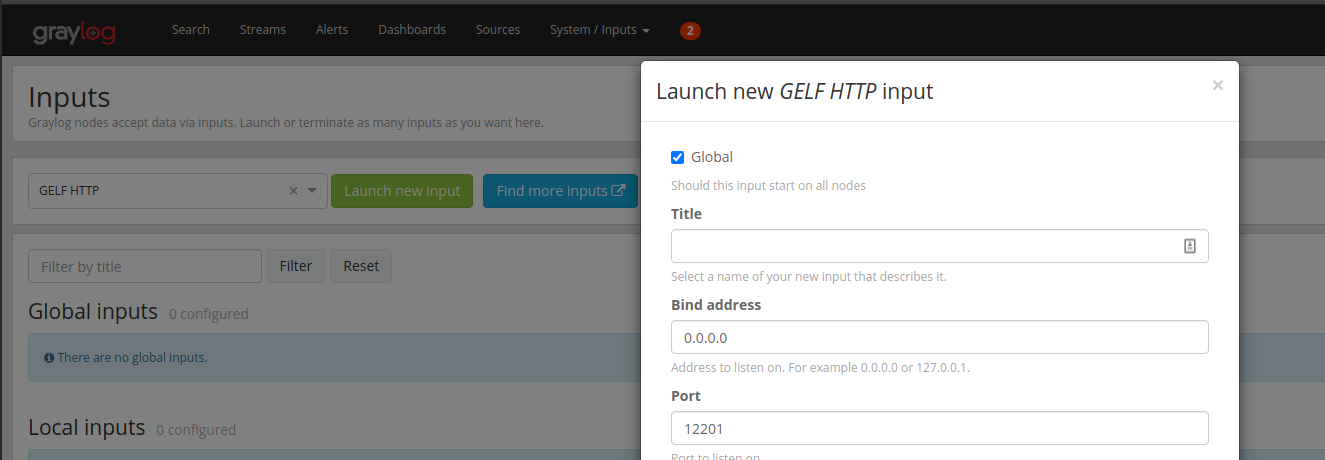 graylog Search Streams Alerts Dashboards Sources System / Inputs 2
Inputs
Graylog nodes accept data via inputs. Launch or terminate as many inputs as you want here.
GELF HTTP × Launch new input Find more inputs
Filter by title Filter Reset
Global inputs 0 configured
There are no global inputs.
Local inputs 0 configured
Launch new GELF HTTP input ×
Global
Should this input start on all nodes
Title
Select a name of your new input that describes it.
Bind address
0.0.0.0
Address to listen on. For example 0.0.0.0 or 127.0.0.1.
Port
12201
Port to listen on.